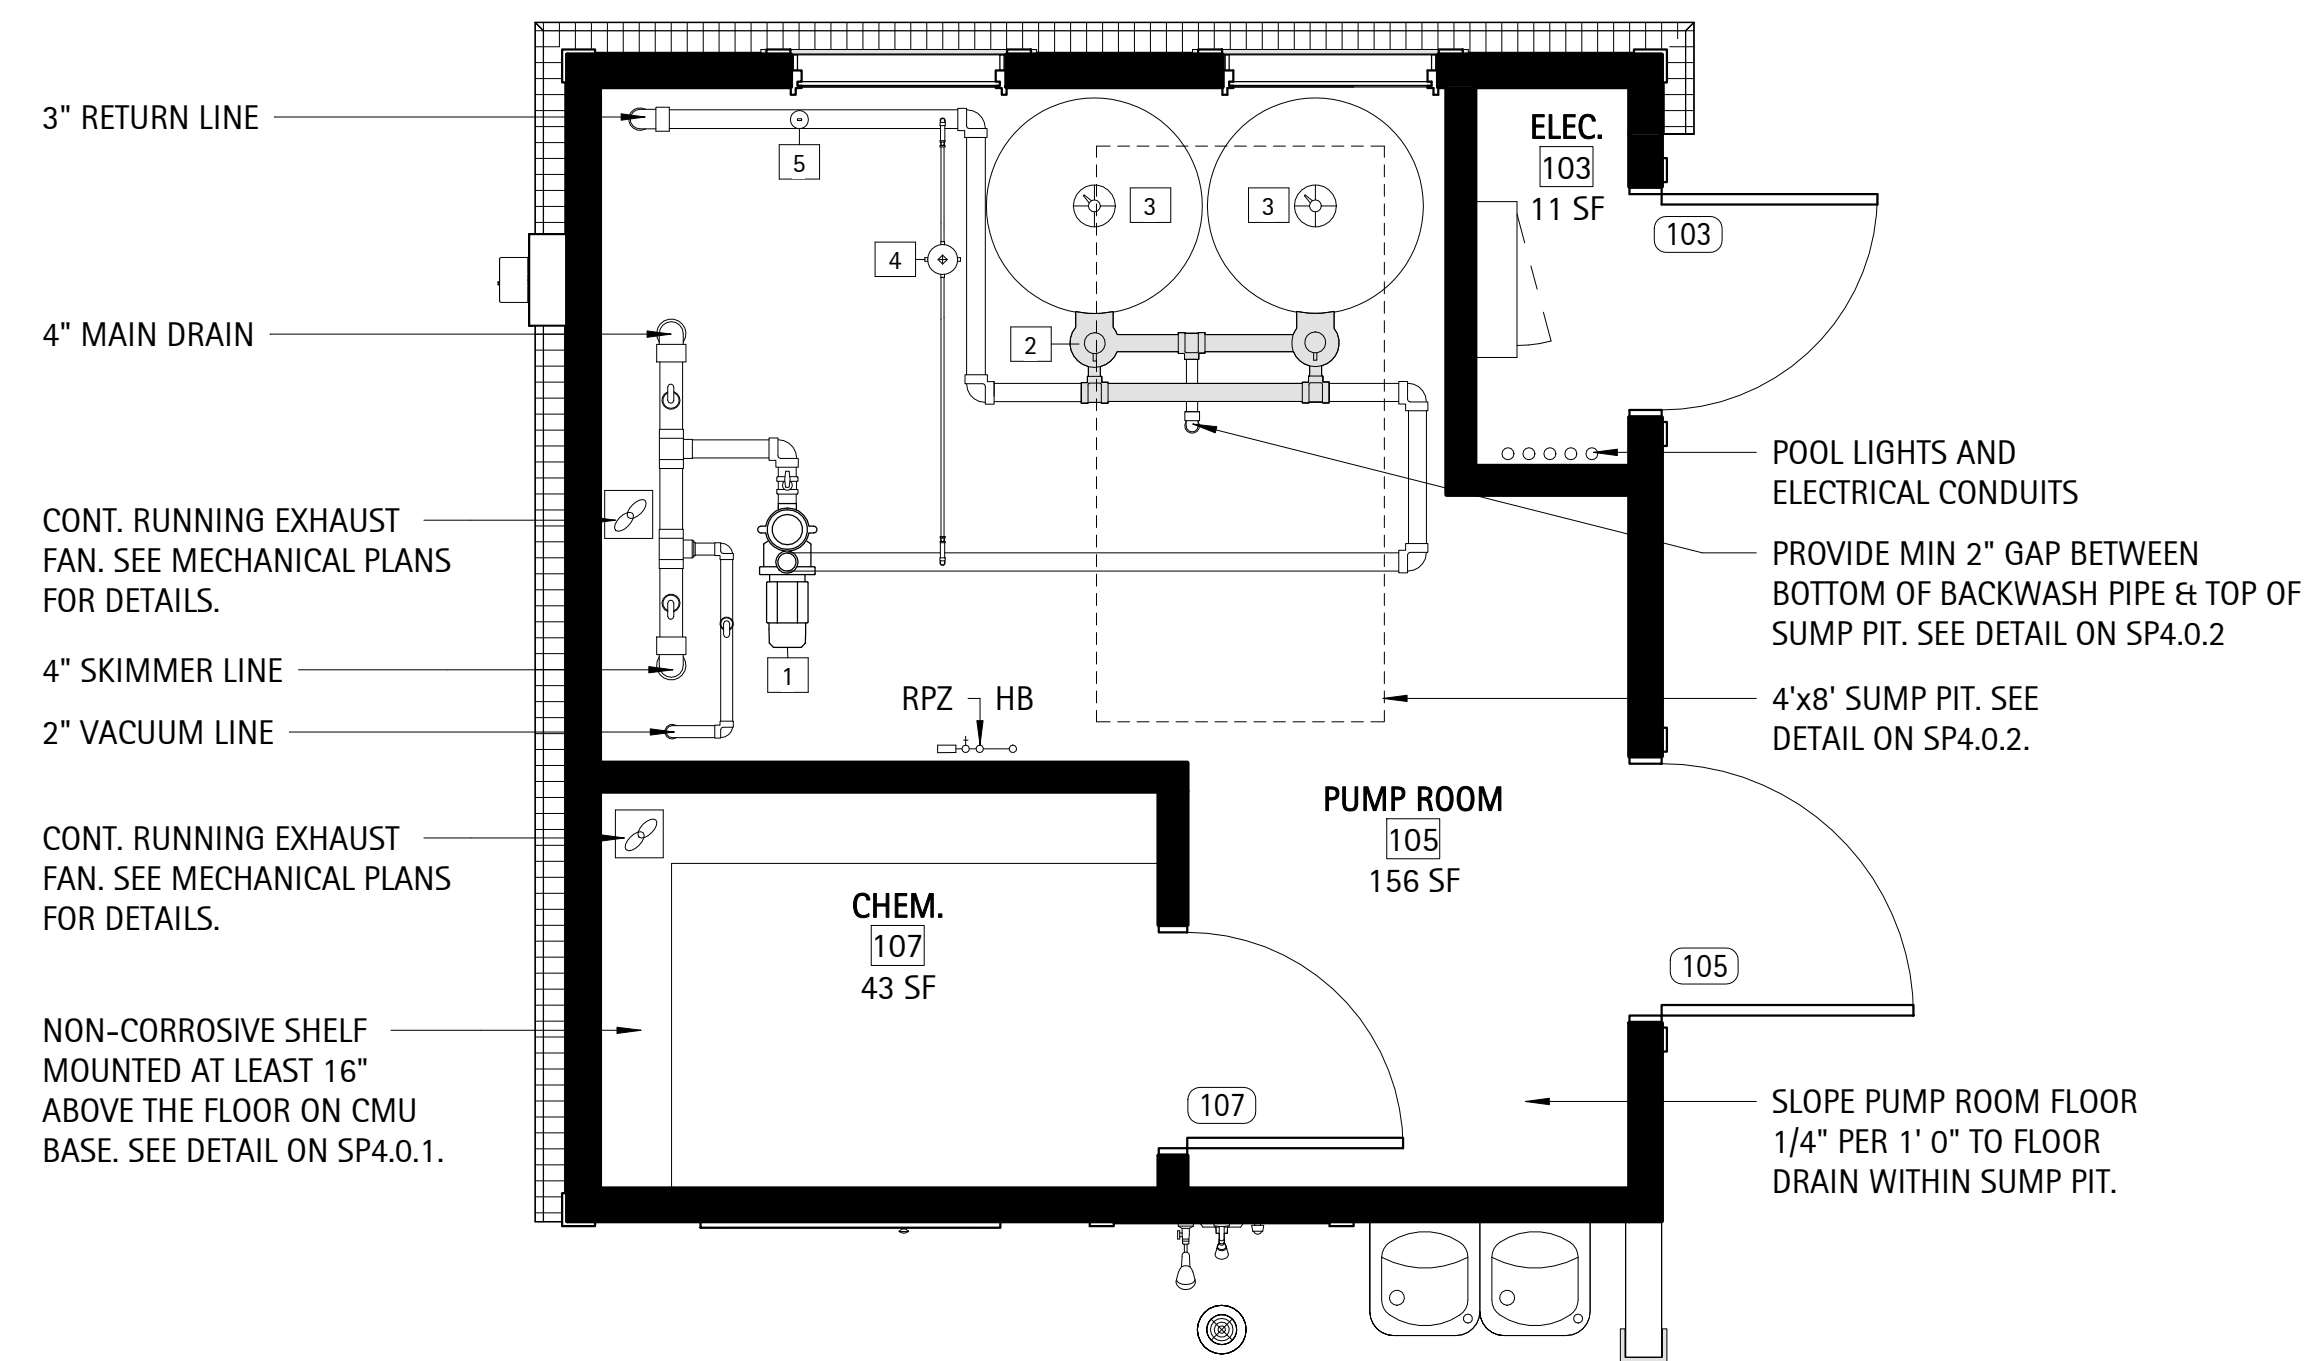 3" RETURN LINE
4" MAIN DRAIN
CONT. RUNNING EXHAUST
FAN. SEE MECHANICAL PLANS
FOR DETAILS.
4" SKIMMER LINE
2" VACUUM LINE
CONT. RUNNING EXHAUST
FAN. SEE MECHANICAL PLANS
FOR DETAILS.
NON-CORROSIVE SHELF
MOUNTED AT LEAST 16"
ABOVE THE FLOOR ON CMU
BASE. SEE DETAIL ON SP4.0.1.
5
4
3
3
2
1
RPZ HB
ELEC.
103
11 SF
103
PUMP ROOM
105
156 SF
105
CHEM.
107
43 SF
107
POOL LIGHTS AND
ELECTRICAL CONDUITS
PROVIDE MIN 2" GAP BETWEEN
BOTTOM OF BACKWASH PIPE & TOP OF
SUMP PIT. SEE DETAIL ON SP4.0.2
4'x8' SUMP PIT. SEE
DETAIL ON SP4.0.2.
SLOPE PUMP ROOM FLOOR
1/4" PER 1' 0" TO FLOOR
DRAIN WITHIN SUMP PIT.